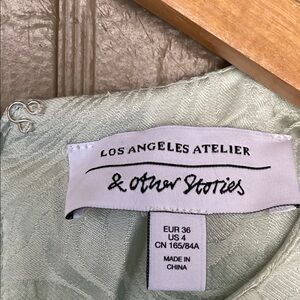 LOS ANGELES ATELIER
& other Stories
EUR 36
US 4
CN 165/84A
MADE IN
CHINA